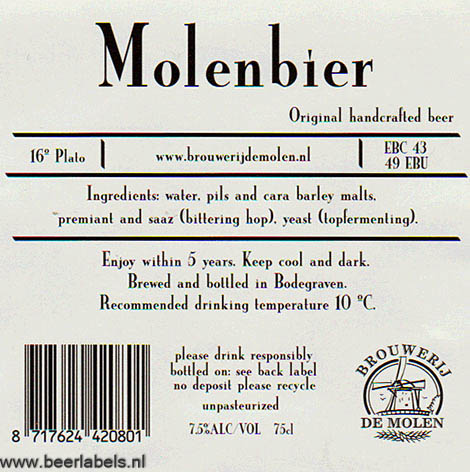 Molenbier
Original handcrafted beer
16º Plato
www.brouwerijdemolen.nl
EBC 43
49 EBU
Ingredients: water, pils and cara barley malts,
premiant and saaz (bittering hop), yeast (topfermenting).
Enjoy within 5 years. Keep cool and dark.
Brewed and bottled in Bodegraven.
Recommended drinking temperature 10 ºC.
please drink responsibly
bottled on: see back label
no deposit please recycle
unpasteurized
7.5%ALC/VOL 75cl
8 717624 420801
BROUWERIJ
DE MOLEN
www.beerlabels.nl